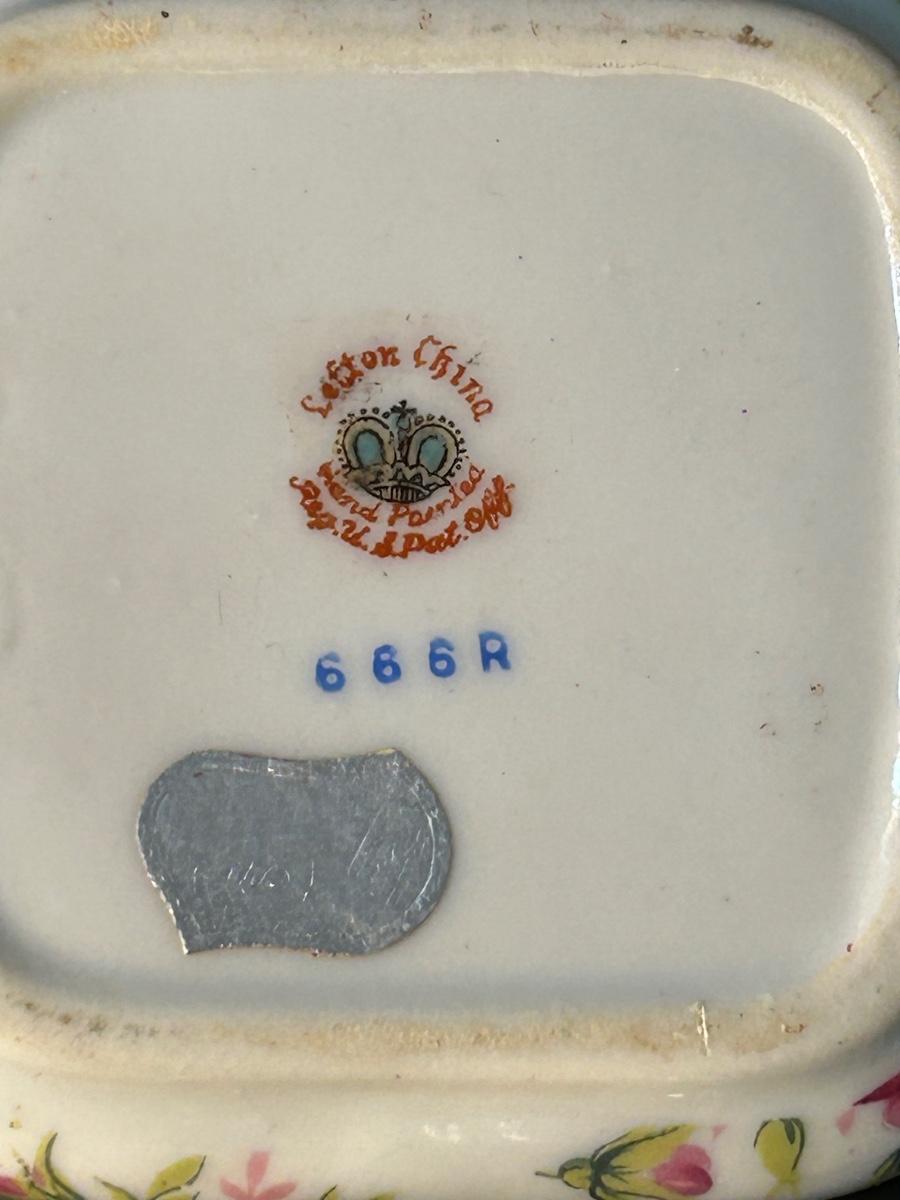 Lefton China
Hand Painted
Reg. U. S. Pat. Off.
666R